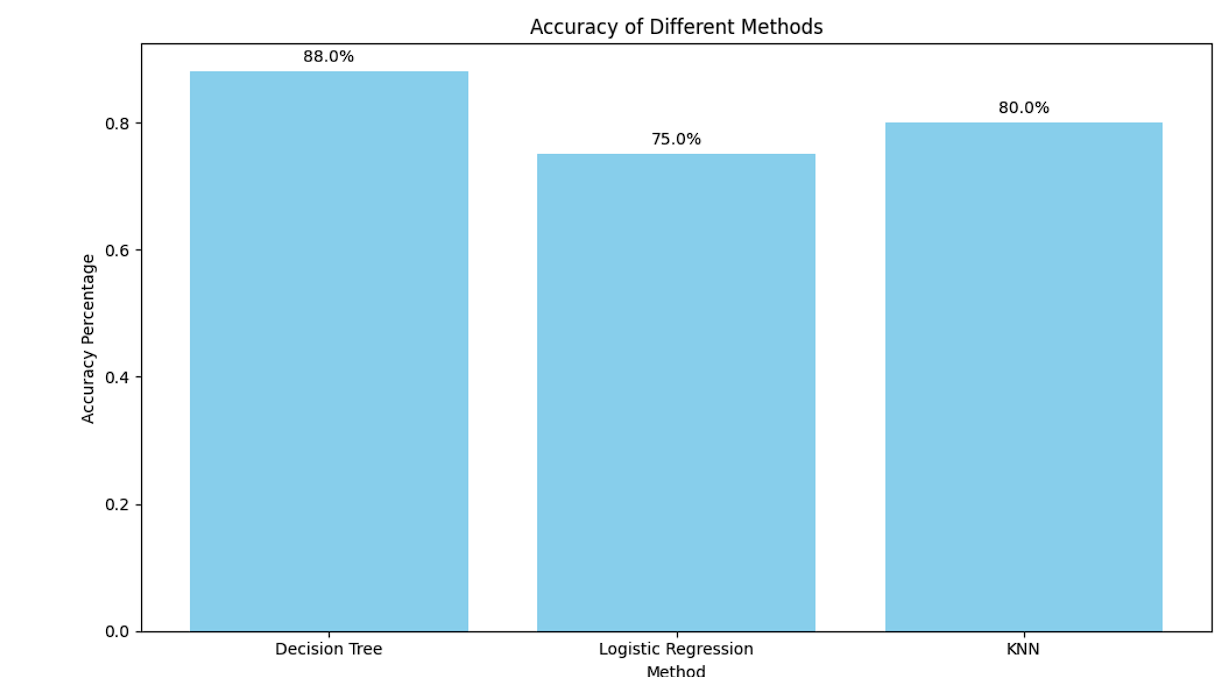 Accuracy of Different Methods
88.0%
75.0%
80.0%
0.8
0.6
0.4
0.2
0.0
Accuracy Percentage
Decision Tree
Logistic Regression
KNN
Method